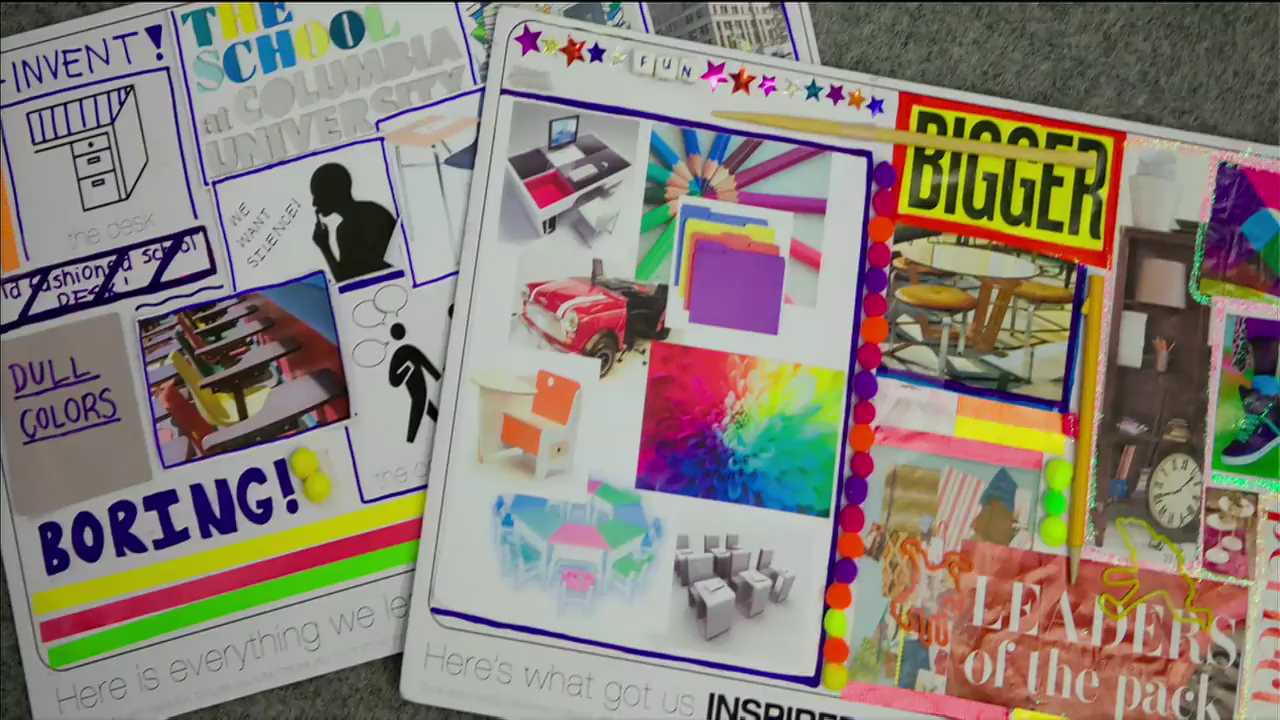 -INVENT!
THE
SCHOOL
at COLUMBIA
UNIVERSITY
the desk
WE
WANT
SILENCE!
fashioned school
DESK!
DULL
COLORS
BORING!
Here is everything we le
FUN
BIGGER
LEADERS
of the pack
Here's what got us INSPIRED